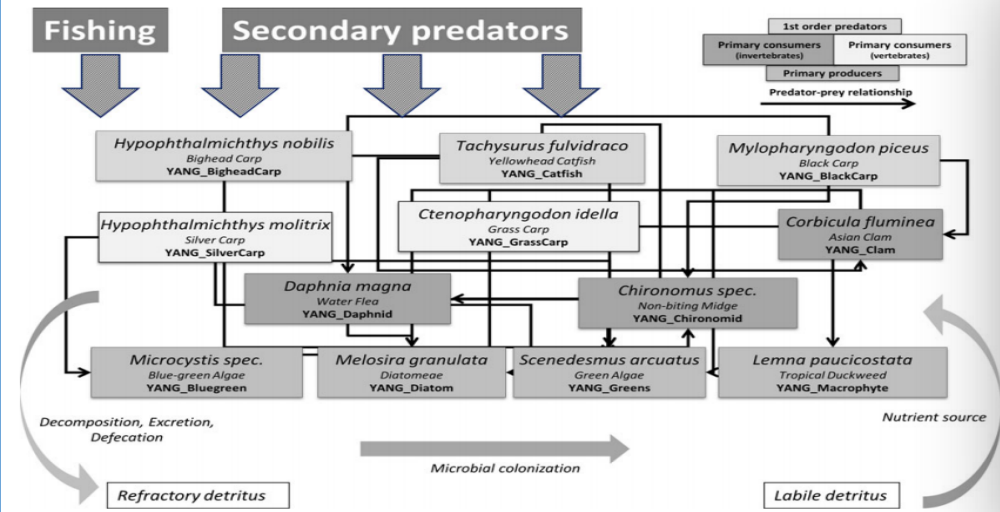 Fishing
Secondary predators
1st order predators
Primary consumers
(invertebrates)
Primary consumers
(vertebrates)
Primary producers
Predator-prey relationship
Hypophthalmichthys nobilis
Bighead Carp
YANG_BigheadCarp
Tachysurus fulvidraco
Yellowhead Catfish
YANG_Catfish
Mylopharyngodon piceus
Black Carp
YANG_BlackCarp
Hypophthalmichthys molitrix
Silver Carp
YANG_SilverCarp
Ctenopharyngodon idella
Grass Carp
YANG_GrassCarp
Corbicula fluminea
Asian Clam
YANG_Clam
Daphnia magna
Water Flea
YANG_Daphnid
Chironomus spec.
Non-biting Midge
YANG_Chironomid
Microcystis spec.
Blue-green Algae
YANG_Bluegreen
Melosira granulata
Diatomeae
YANG_Diatom
Scenedesmus arcuatus
Green Algae
YANG_Greens
Lemna paucicostata
Tropical Duckweed
YANG_Macrophyte
Decomposition, Excretion,
Defecation
Nutrient source
Microbial colonization
Refractory detritus
Labile detritus